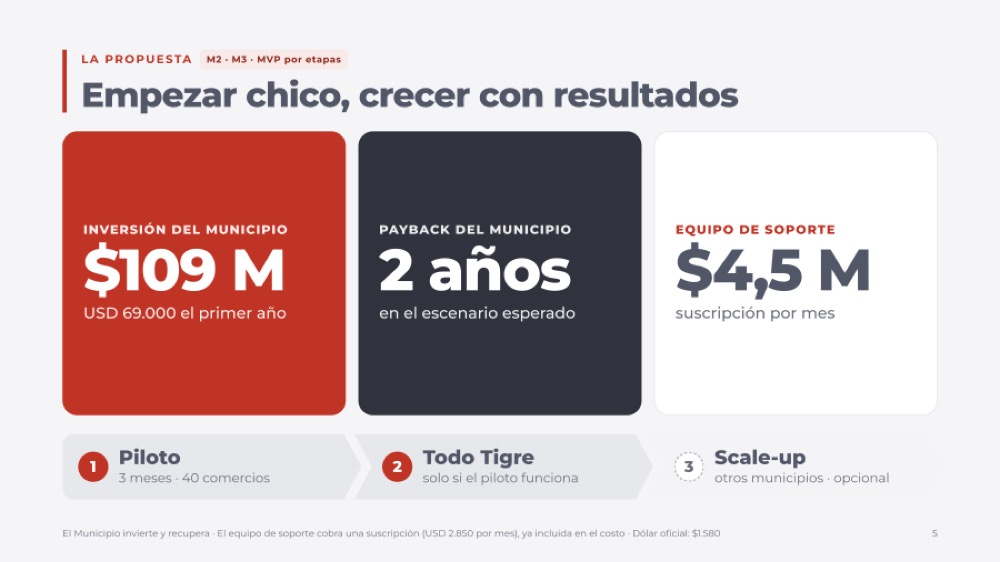 LA PROPUESTA M2 · M3 · MVP por etapas
Empezar chico, crecer con resultados
INVERSIÓN DEL MUNICIPIO
$109 M
USD 69.000 el primer año
PAYBACK DEL MUNICIPIO
2 años
en el escenario esperado
EQUIPO DE SOPORTE
$4,5 M
suscripción por mes
1 Piloto
3 meses · 40 comercios
2 Todo Tigre
solo si el piloto funciona
3 Scale-up
otros municipios · opcional
El Municipio invierte y recupera · El equipo de soporte cobra una suscripción (USD 2.850 por mes), ya incluida en el costo · Dólar oficial: $1.580
5